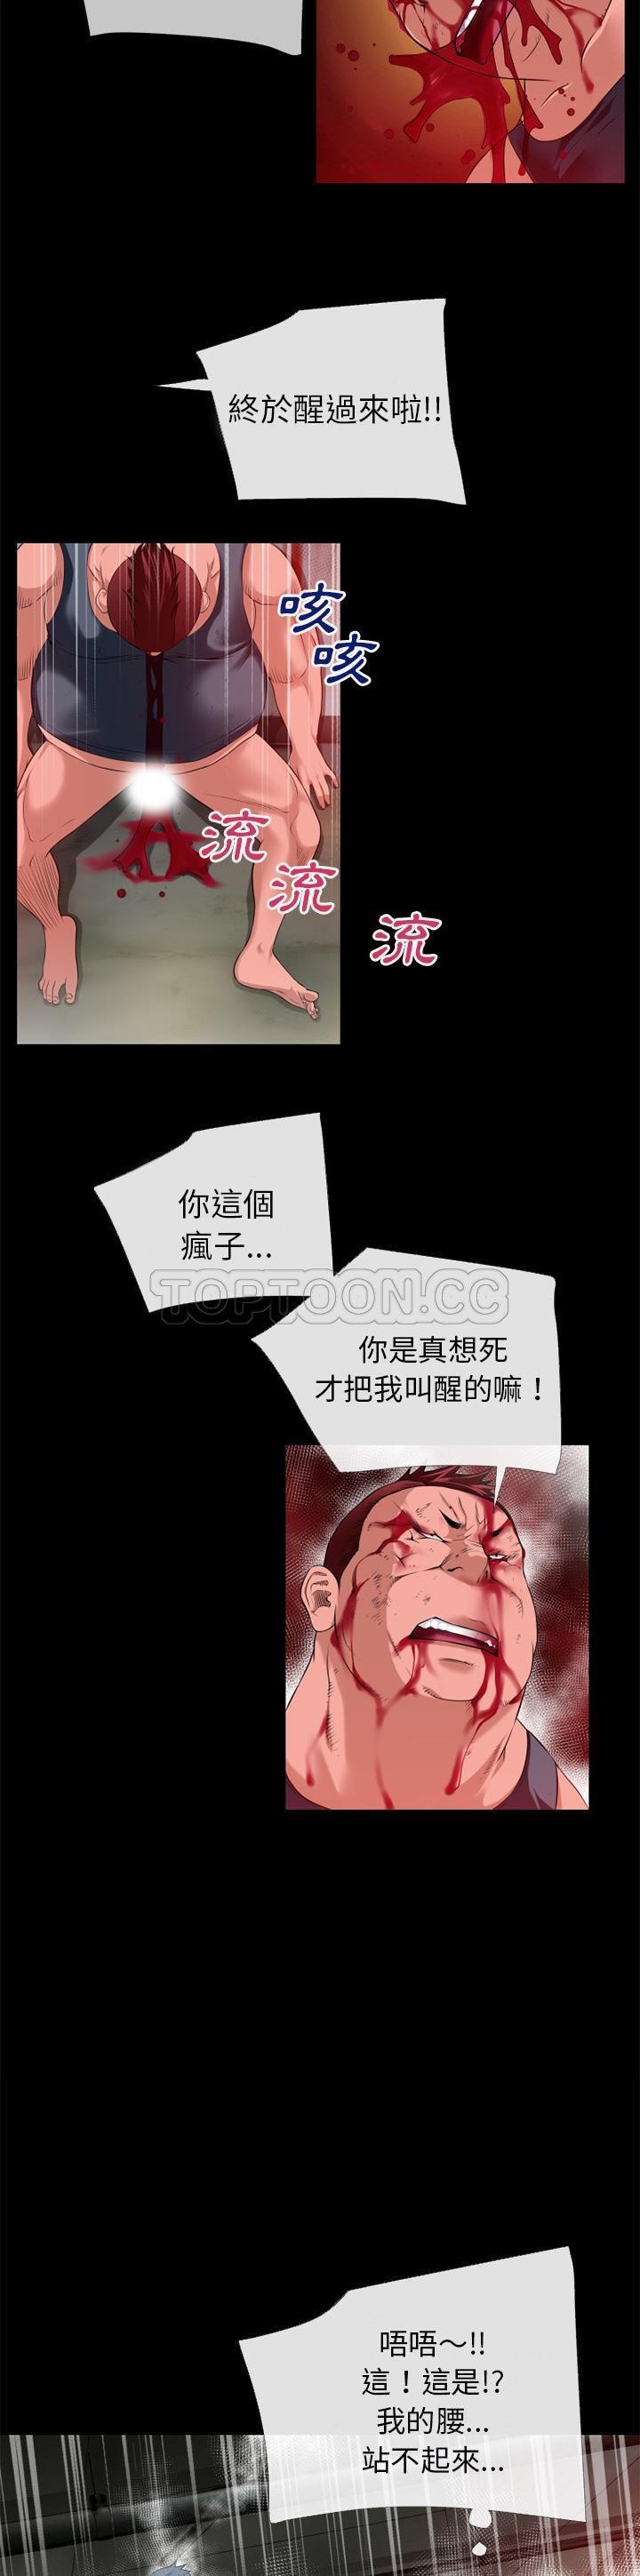 終於醒過來啦!!
咳
咳
流
流
流
你這個
瘋子...
TOPTOON.CC
你是真想死
才把我叫醒的嘛！
唔唔～!!
這！這是!?
我的腰...
站不起來...